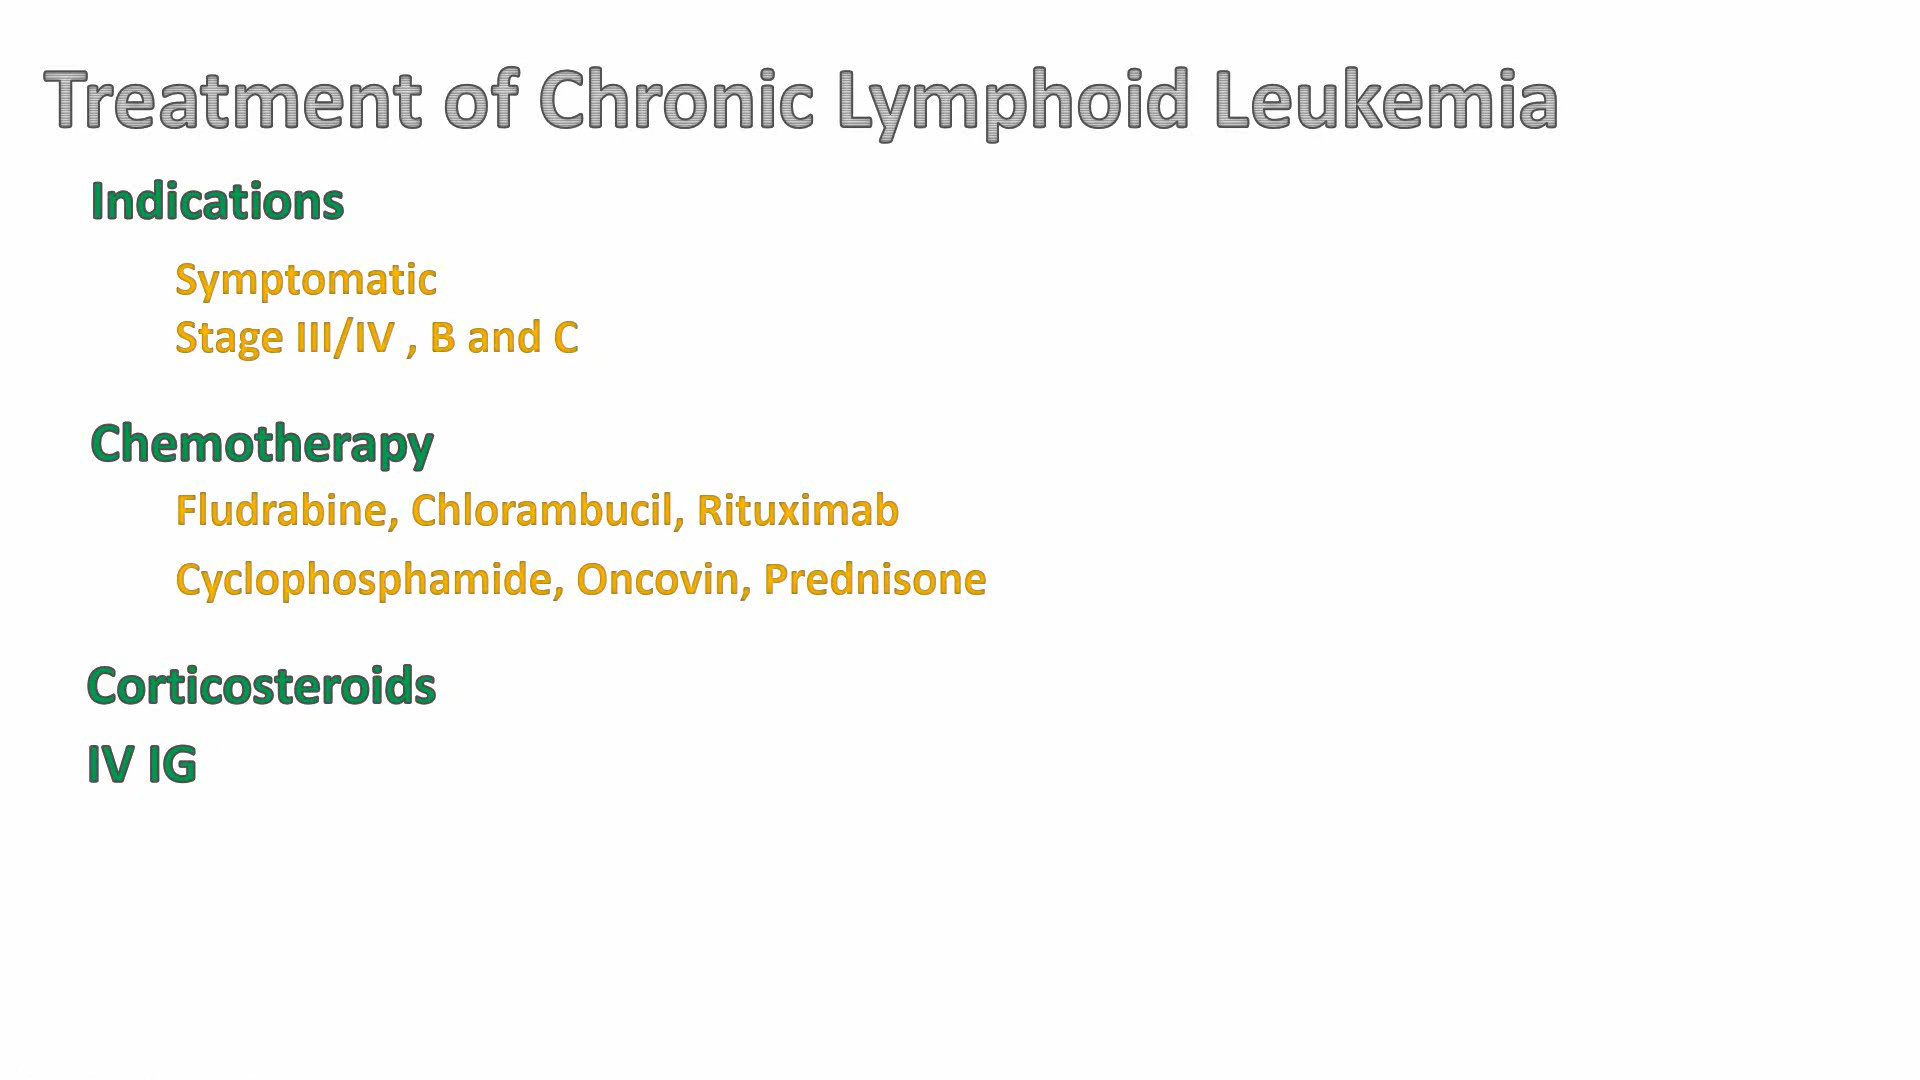 Treatment of Chronic Lymphoid Leukemia
Indications
Symptomatic
Stage III/IV , B and C
Chemotherapy
Fludrabine, Chlorambucil, Rituximab
Cyclophosphamide, Oncovin, Prednisone
Corticosteroids
IV IG